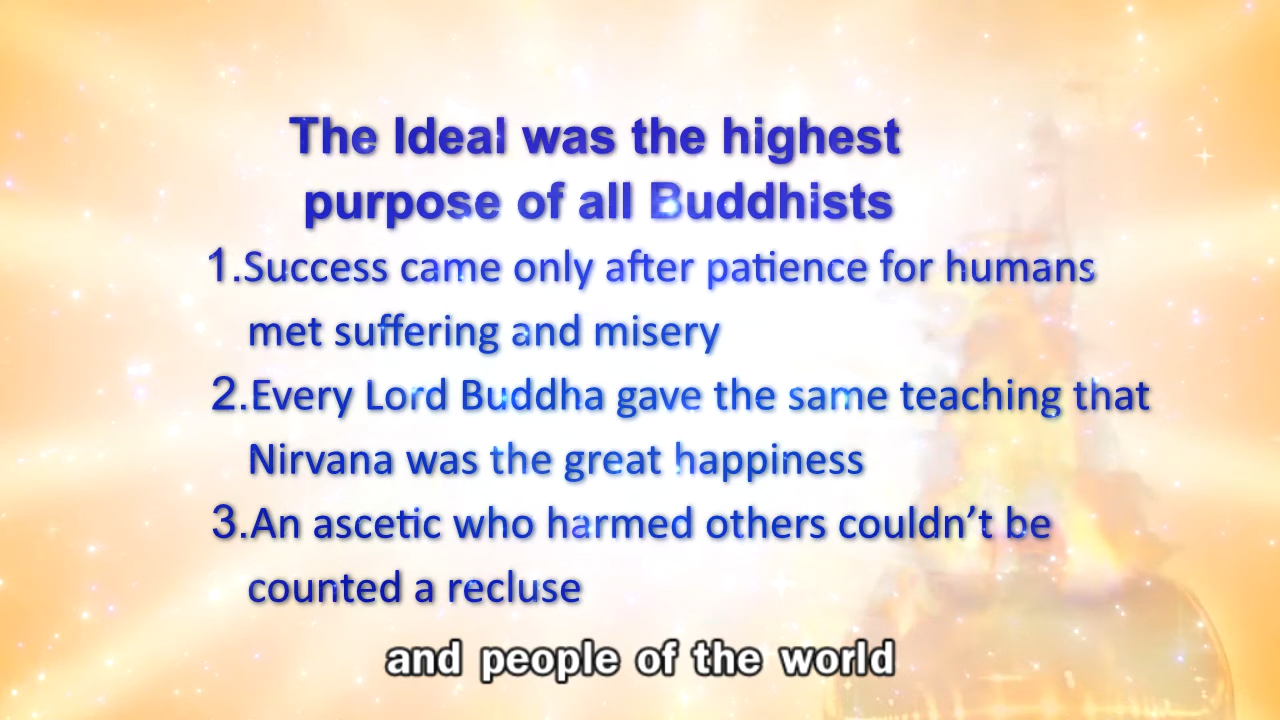 The Ideal was the highest
purpose of all Buddhists
1.Success came only after patience for humans
met suffering and misery
2.Every Lord Buddha gave the same teaching that
Nirvana was the great happiness
3.An ascetic who harmed others couldn’t be
counted a recluse
and people of the world